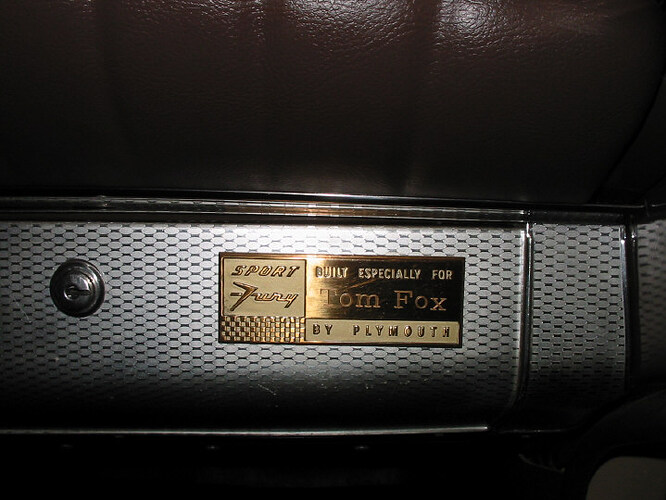 SPORT
Fury
BUILT ESPECIALLY FOR
Tom Fox
BY PLYMOUTH